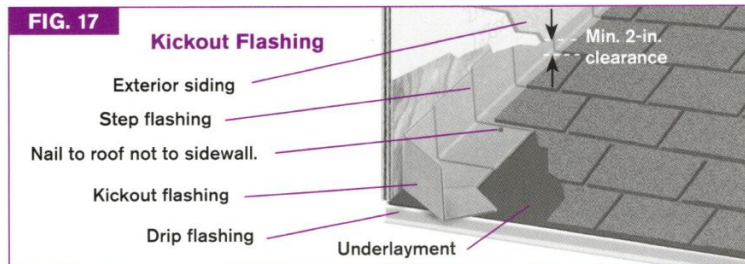 FIG. 17
Kickout Flashing
Min. 2-in.
clearance
Exterior siding
Step flashing
Nail to roof not to sidewall.
Kickout flashing
Drip flashing
Underlayment